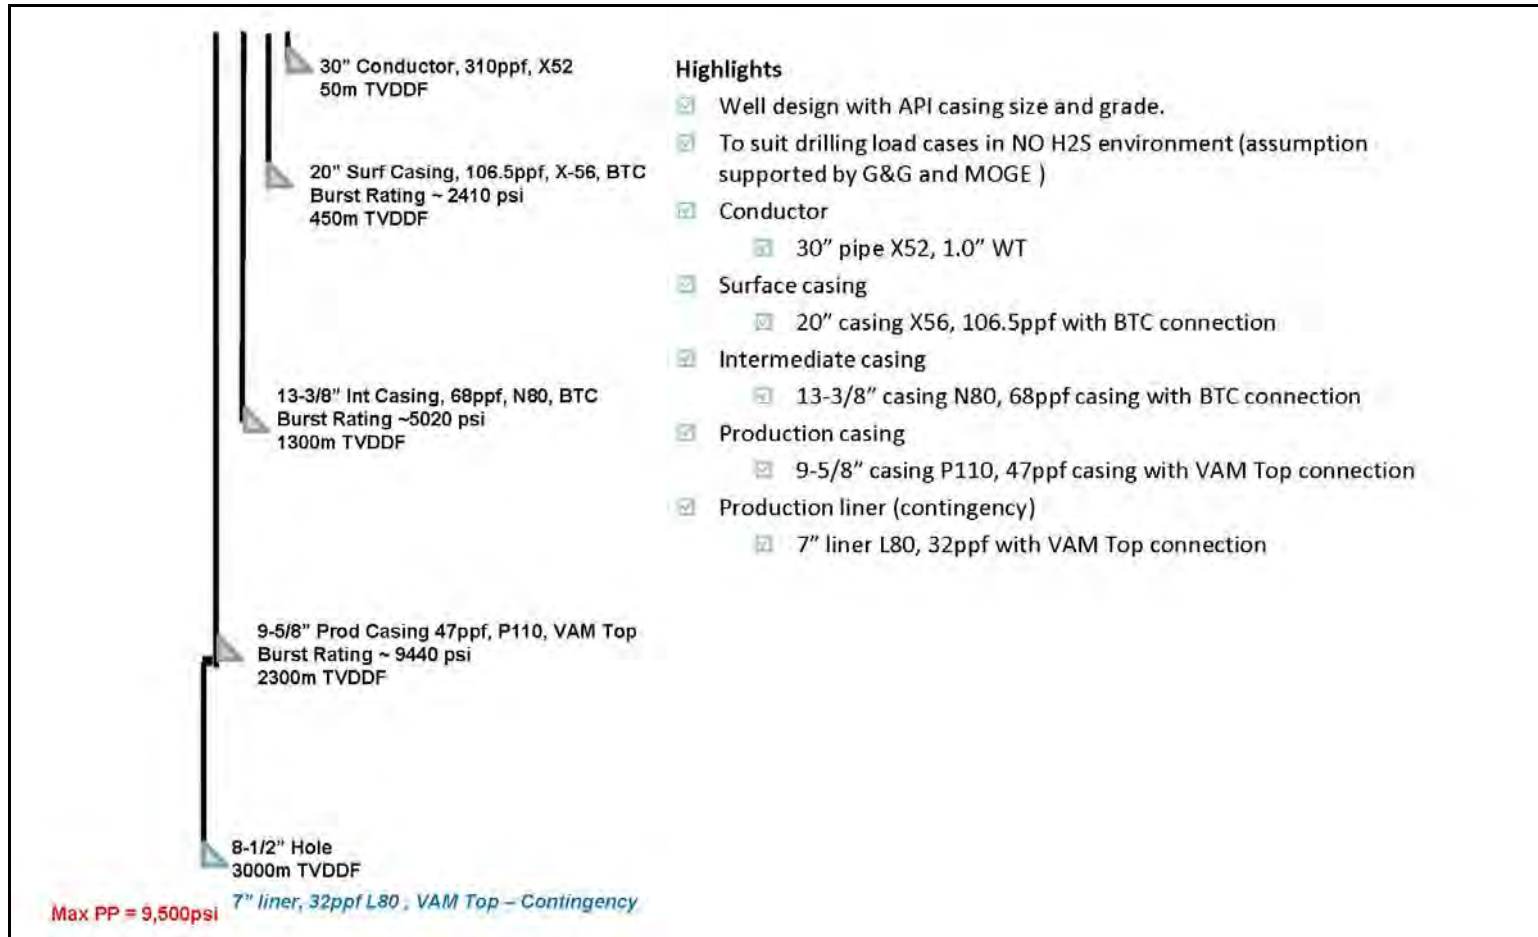 30" Conductor, 310ppf, X52
50m TVDDF
20" Surf Casing, 106.5ppf, X-56, BTC
Burst Rating ~ 2410 psi
450m TVDDF
13-3/8" Int Casing, 68ppf, N80, BTC
Burst Rating ~5020 psi
1300m TVDDF
9-5/8" Prod Casing 47ppf, P110, VAM Top
Burst Rating ~ 9440 psi
2300m TVDDF
8-1/2" Hole
3000m TVDDF
7" liner, 32ppf L80 , VAM Top – Contingency
Max PP = 9,500psi
Highlights
Well design with API casing size and grade.
To suit drilling load cases in NO H2S environment (assumption
supported by G&G and MOGE )
Conductor
30" pipe X52, 1.0" WT
Surface casing
20" casing X56, 106.5ppf with BTC connection
Intermediate casing
13-3/8" casing N80, 68ppf casing with BTC connection
Production casing
9-5/8" casing P110, 47ppf casing with VAM Top connection
Production liner (contingency)
7" liner L80, 32ppf with VAM Top connection